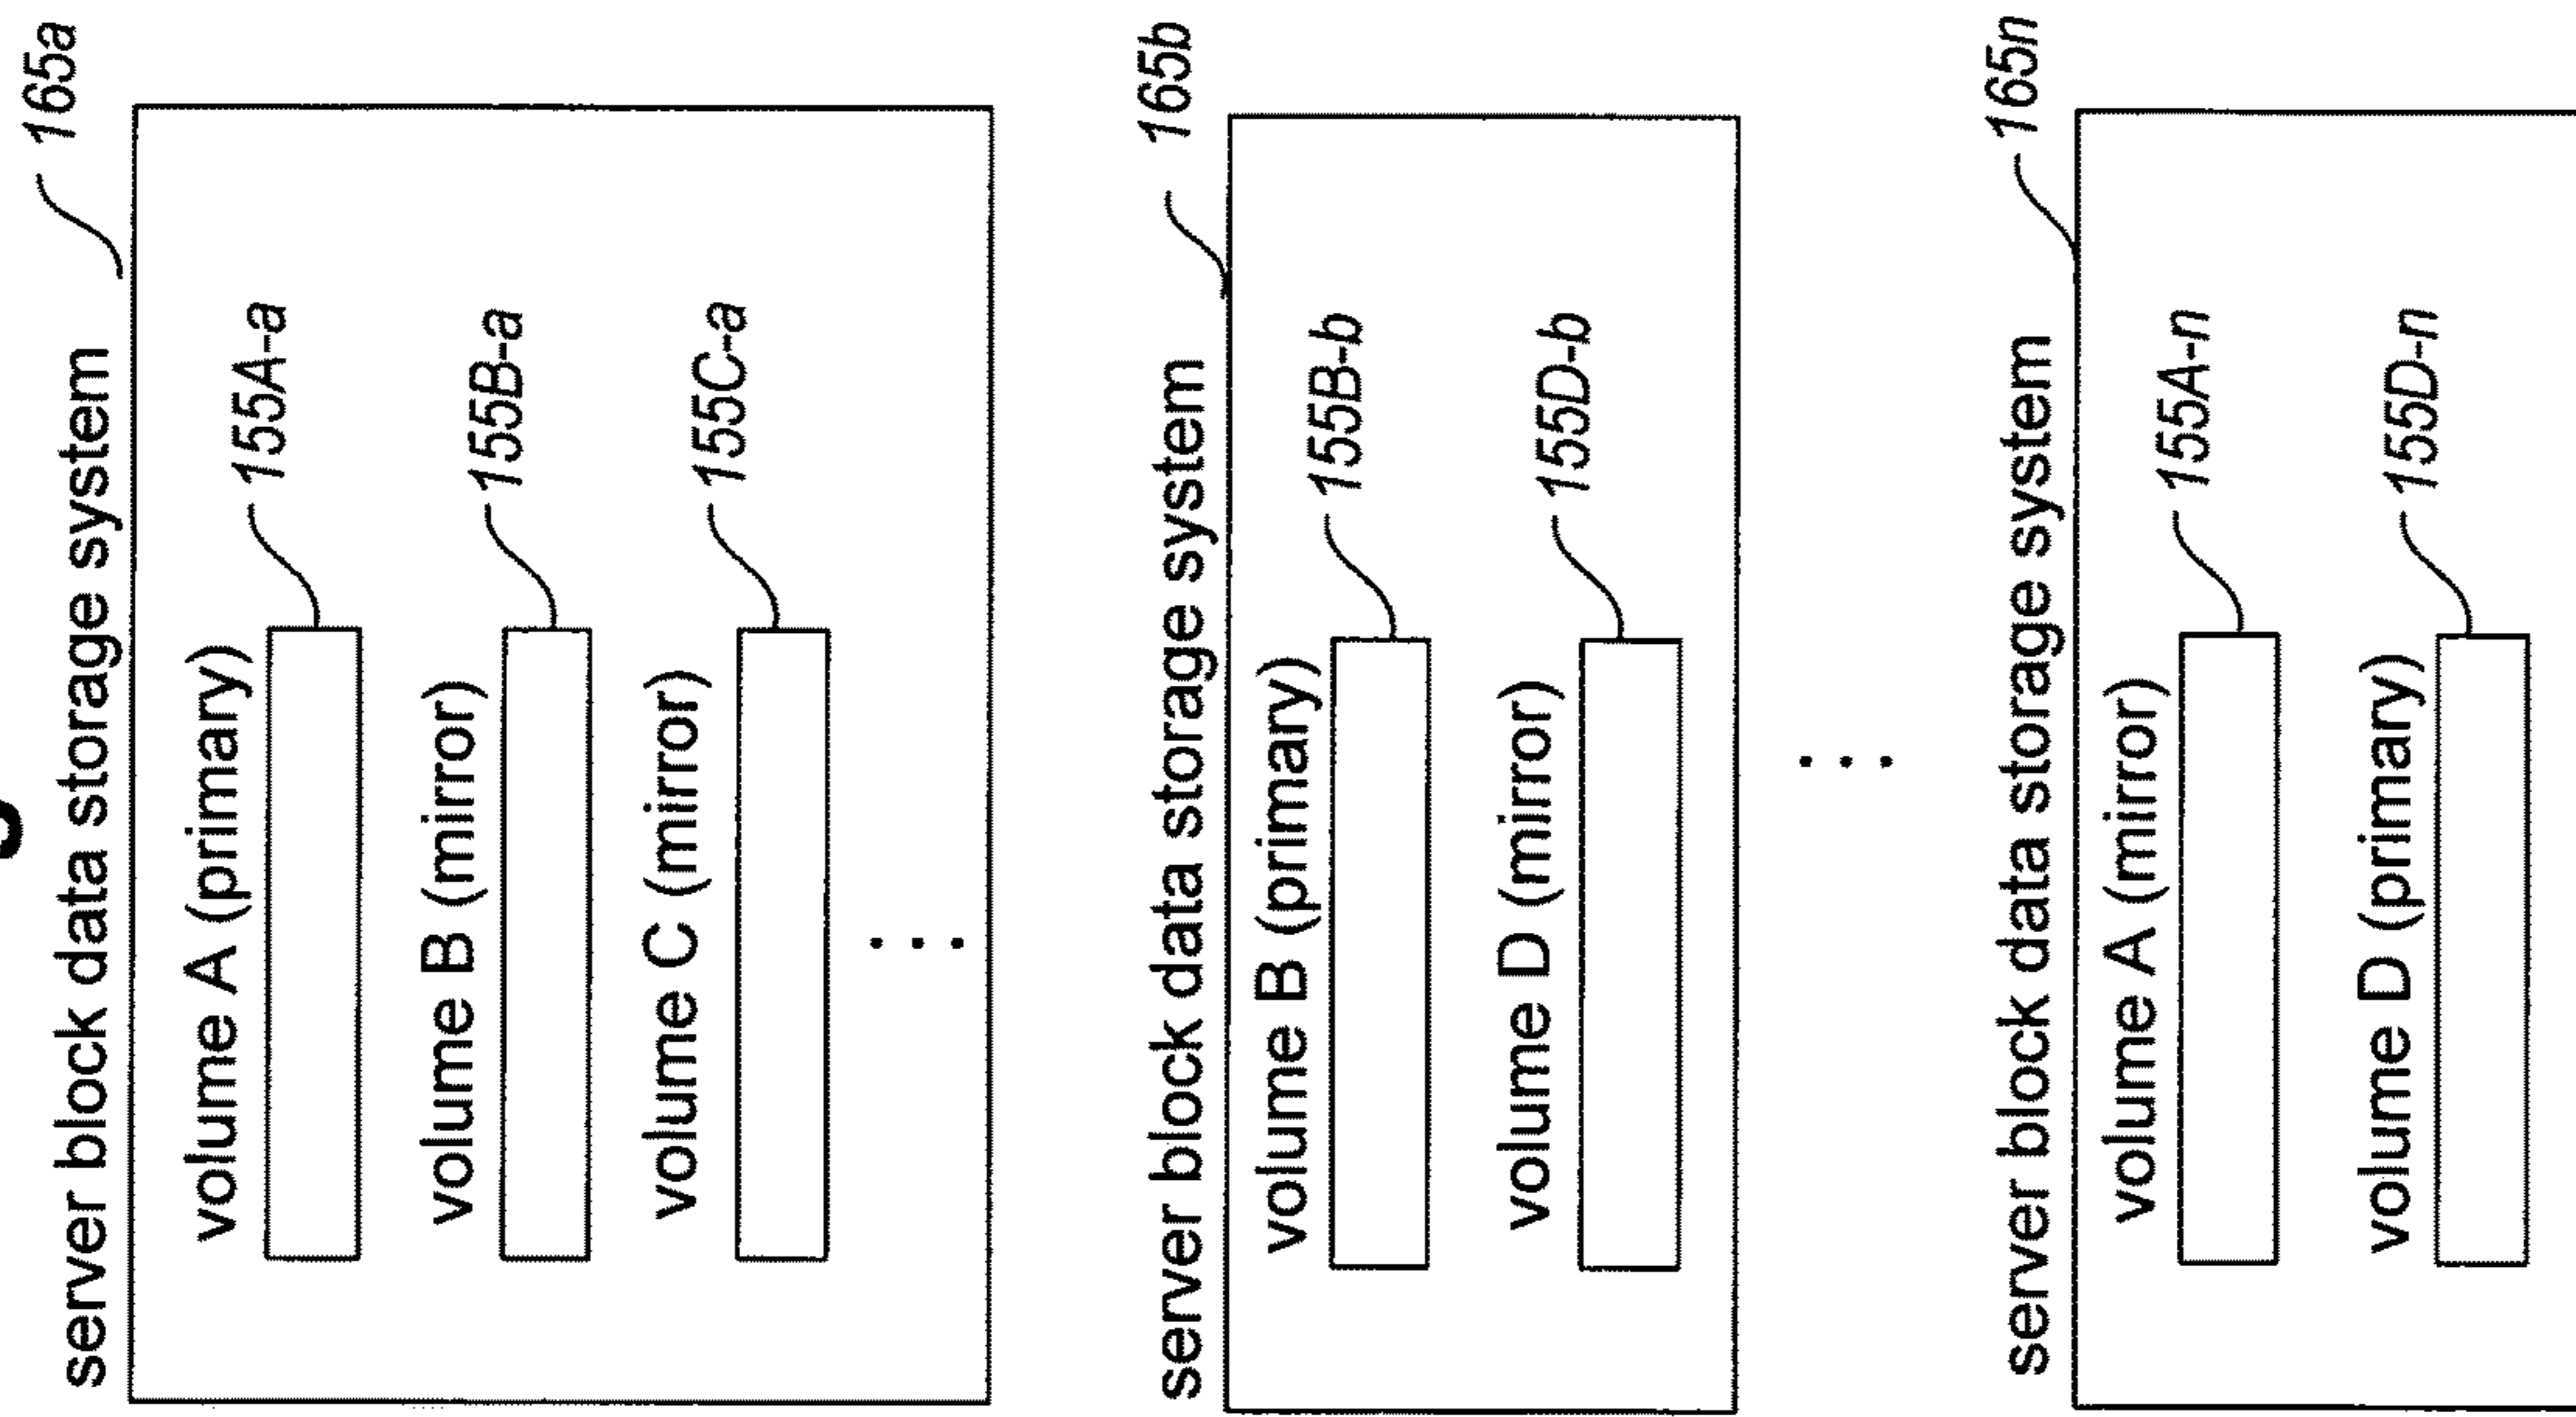 165a
server block data storage system
volume A (primary)
155A-a
volume B (mirror)
155B-a
volume C (mirror)
155C-a
. . .
165b
server block data storage system
volume B (primary)
155B-b
volume D (mirror)
155D-b
. . .
165n
server block data storage system
volume A (mirror)
155A-n
volume D (primary)
155D-n